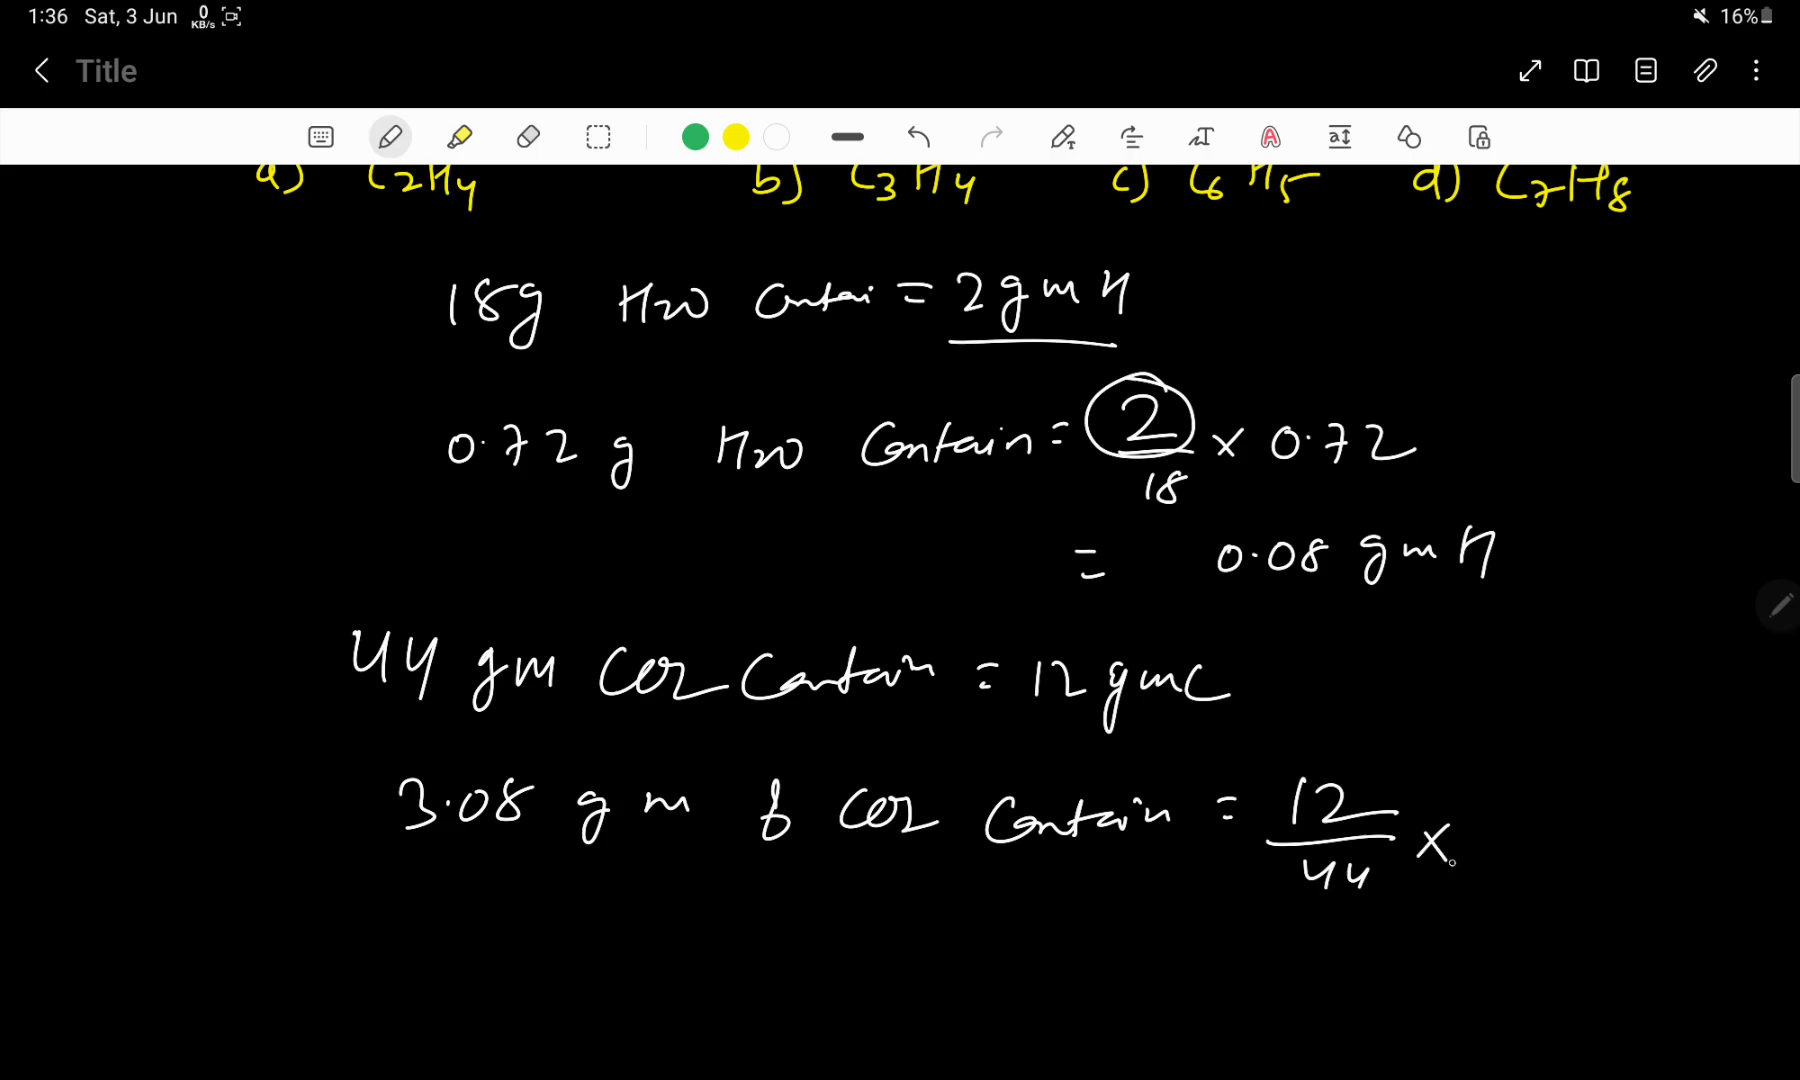 1:36 Sat, 3 Jun 0 KB/s 16%
Title
a) C2H4 b) C3H4 c) C6H5 d) C7H8
18g H2O Contai = 2gm H
0.72 g H2O Contain = 2/18 × 0.72
= 0.08 gm H
44 gm CO2 Contain = 12 gm C
3.08 gm of CO2 Contain = 12/44 ×